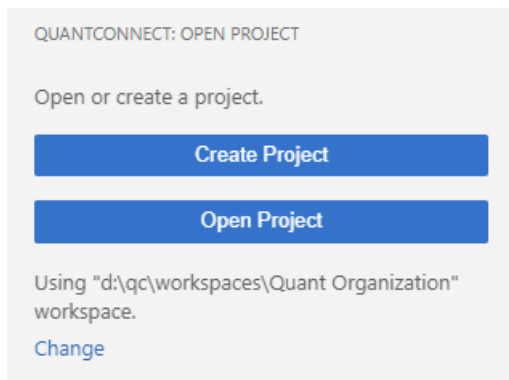 QUANTCONNECT: OPEN PROJECT
Open or create a project.
Create Project
Open Project
Using "d:\qc\workspaces\Quant Organization"
workspace.
Change